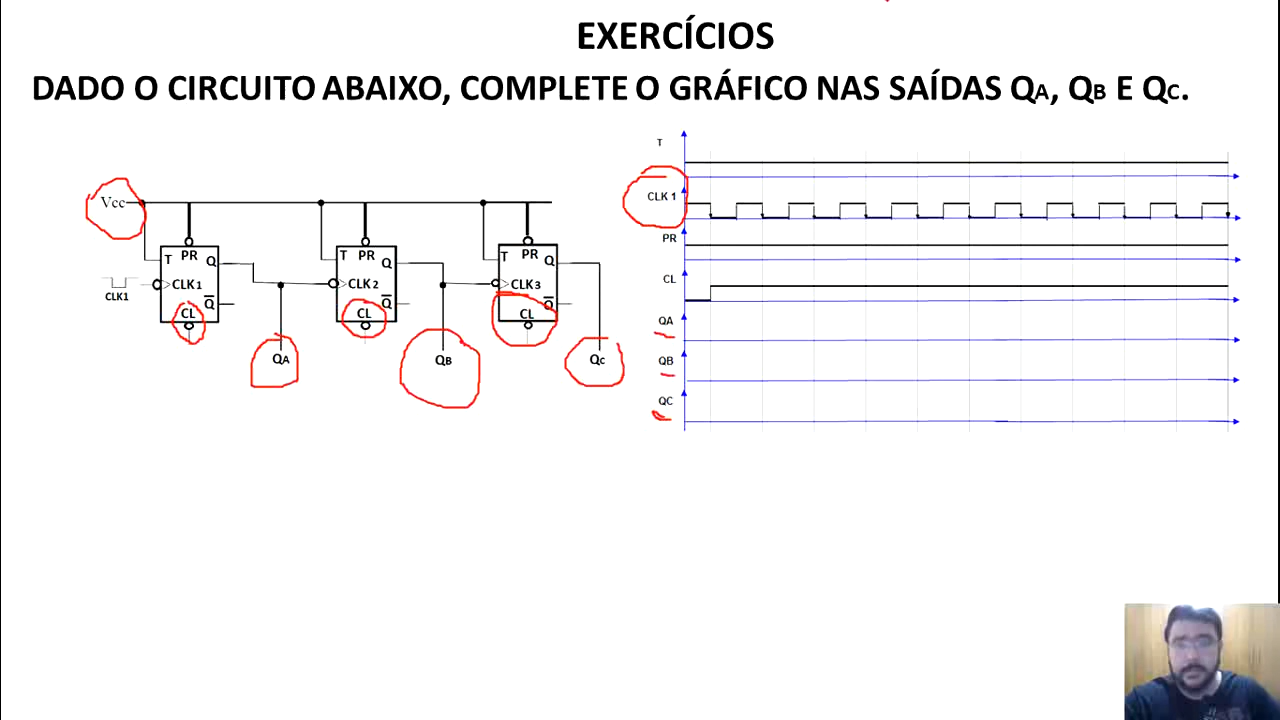 EXERCÍCIOS
DADO O CIRCUITO ABAIXO, COMPLETE O GRÁFICO NAS SAÍDAS QA, QB E QC.
Vcc
T PR Q
CLK1
CLK1
Q
CL
QA
T PR Q
CLK2
Q
CL
QB
T PR Q
CLK3
Q
CL
QC
T
CLK 1
PR
CL
QA
QB
QC